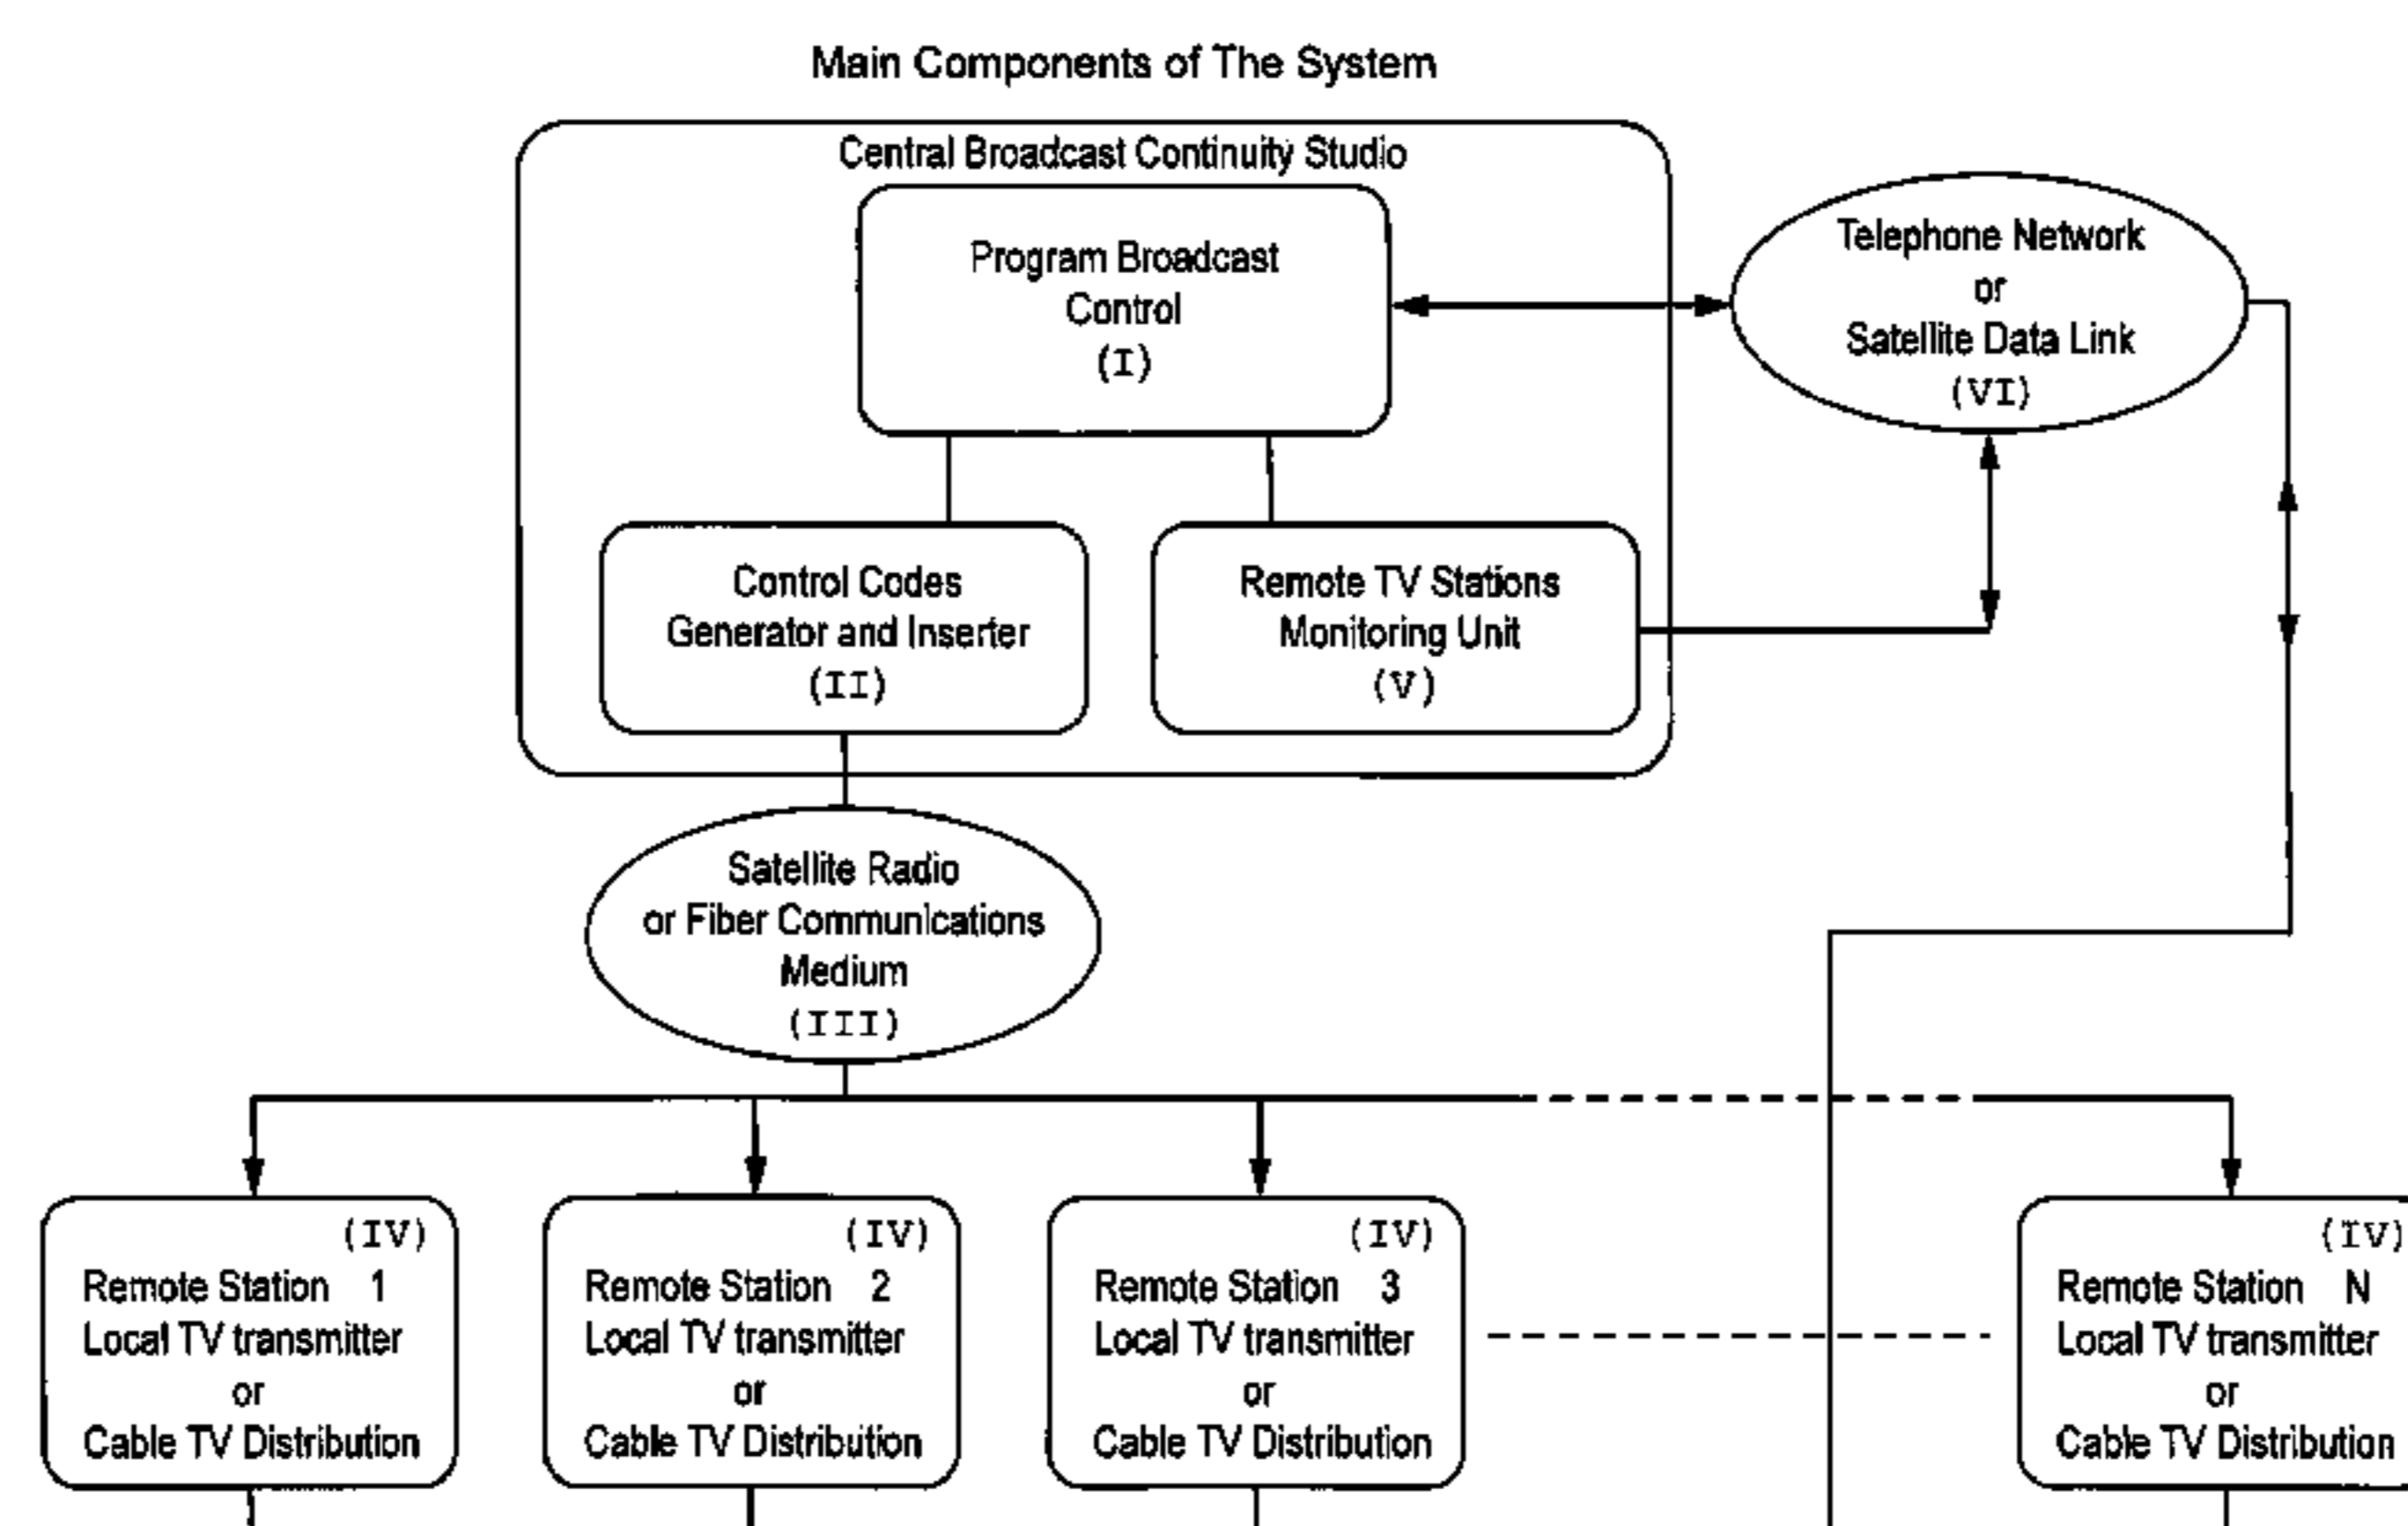 Main Components of The System
Central Broadcast Continuity Studio
Program Broadcast
Control
(I)
Telephone Network
or
Satellite Data Link
(VI)
Control Codes
Generator and Inserter
(II)
Remote TV Stations
Monitoring Unit
(V)
Satellite Radio
or Fiber Communications
Medium
(III)
(IV)
Remote Station 1
Local TV transmitter
or
Cable TV Distribution
(IV)
Remote Station 2
Local TV transmitter
or
Cable TV Distribution
(IV)
Remote Station 3
Local TV transmitter
or
Cable TV Distribution
(IV)
Remote Station N
Local TV transmitter
or
Cable TV Distribution